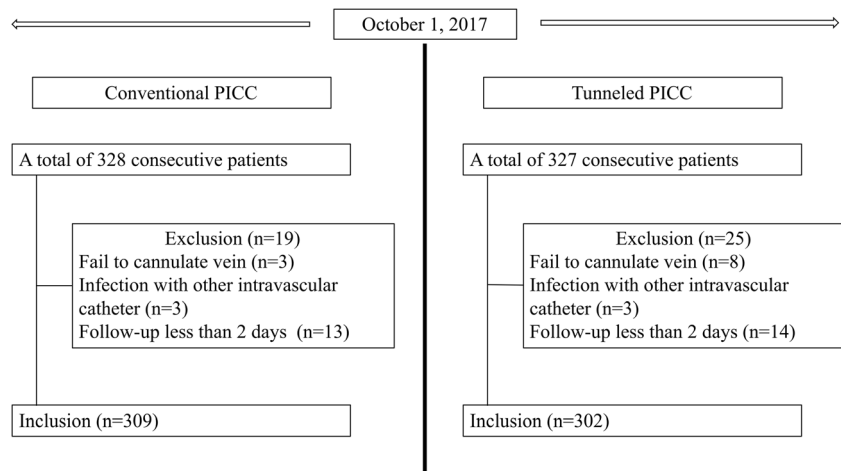 October 1, 2017
Conventional PICC
A total of 328 consecutive patients
Exclusion (n=19)
Fail to cannulate vein (n=3)
Infection with other intravascular
catheter (n=3)
Follow-up less than 2 days (n=13)
Inclusion (n=309)
Tunneled PICC
A total of 327 consecutive patients
Exclusion (n=25)
Fail to cannulate vein (n=8)
Infection with other intravascular
catheter (n=3)
Follow-up less than 2 days (n=14)
Inclusion (n=302)